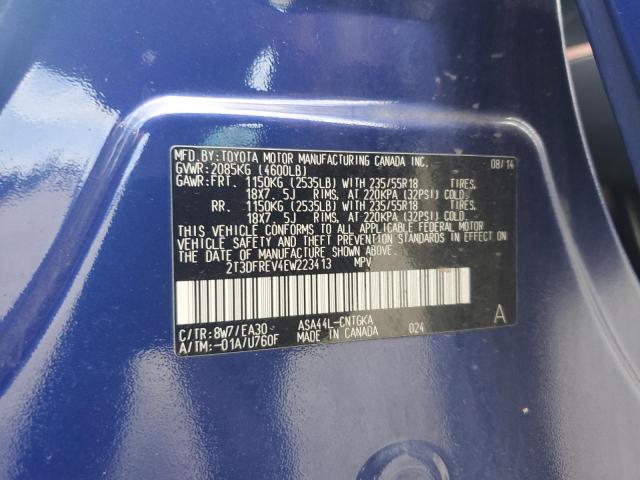 MFD. BY: TOYOTA MOTOR MANUFACTURING CANADA INC. 08/14
GVWR: 2085KG (4600LB)
GAWR: FRT. 1150KG (2535LB) WITH 235/55R18 TIRES,
18X7.5J RIMS, AT 220KPA (32PSI) COLD.
RR. 1150KG (2535LB) WITH 235/55R18 TIRES,
18X7.5J RIMS, AT 220KPA (32PSI) COLD.
THIS VEHICLE CONFORMS TO ALL APPLICABLE FEDERAL MOTOR
VEHICLE SAFETY AND THEFT PREVENTION STANDARDS IN EFFECT ON
THE DATE OF MANUFACTURE SHOWN ABOVE.
2T3DFREV4EW223413 MPV
C/TR: 8W7/EA30 ASA44L-CNTGKA A
A/TM: -01A/U760F MADE IN CANADA 024